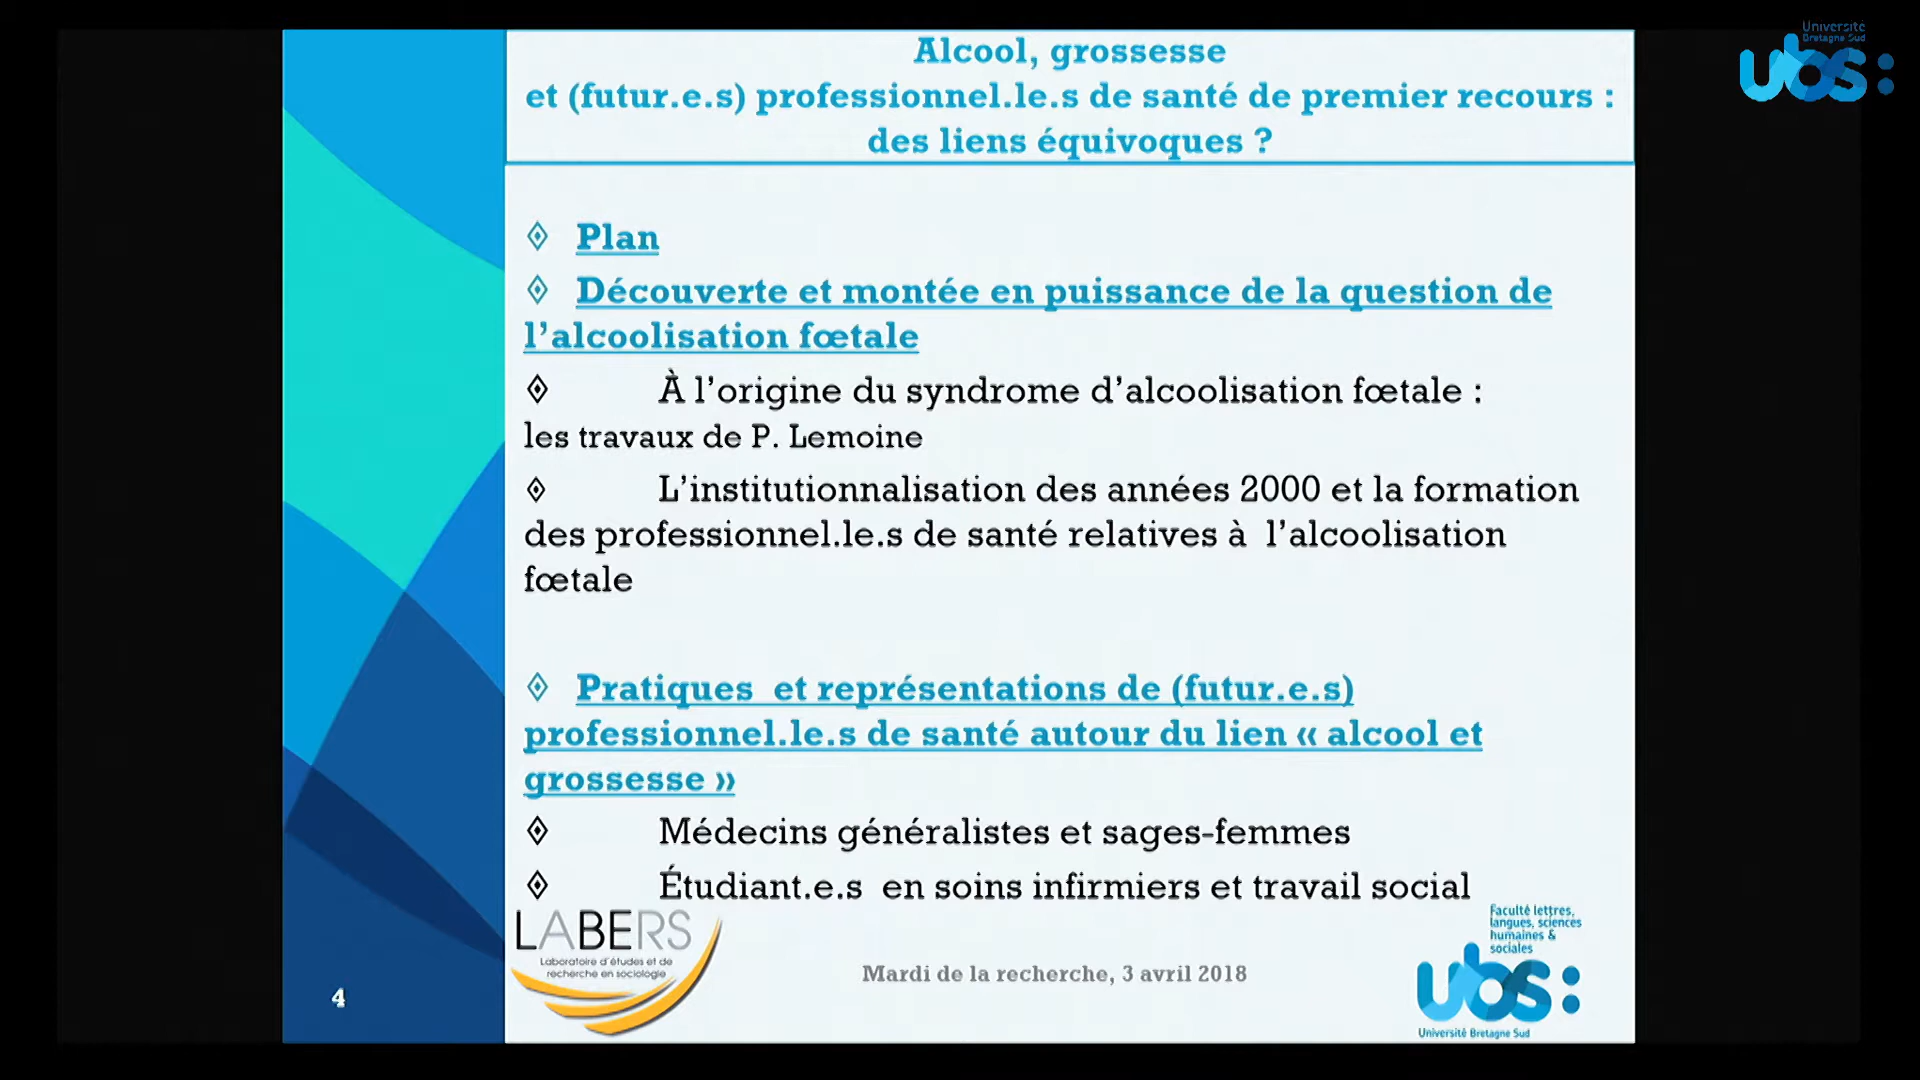 Université
Bretagne Sud
ubs:
Alcool, grossesse
et (futur.e.s) professionnel.le.s de santé de premier recours :
des liens équivoques ?
Plan
Découverte et montée en puissance de la question de
l’alcoolisation fœtale
À l’origine du syndrome d’alcoolisation fœtale :
les travaux de P. Lemoine
L’institutionnalisation des années 2000 et la formation
des professionnel.le.s de santé relatives à l’alcoolisation
fœtale
Pratiques et représentations de (futur.e.s)
professionnel.le.s de santé autour du lien « alcool et
grossesse »
Médecins généralistes et sages-femmes
Étudiant.e.s en soins infirmiers et travail social
LABERS
Laboratoire d'études et de
recherche en sociologie
Mardi de la recherche, 3 avril 2018
Faculté lettres,
langues, sciences
humaines &
sociales
ubs:
Université Bretagne Sud
4